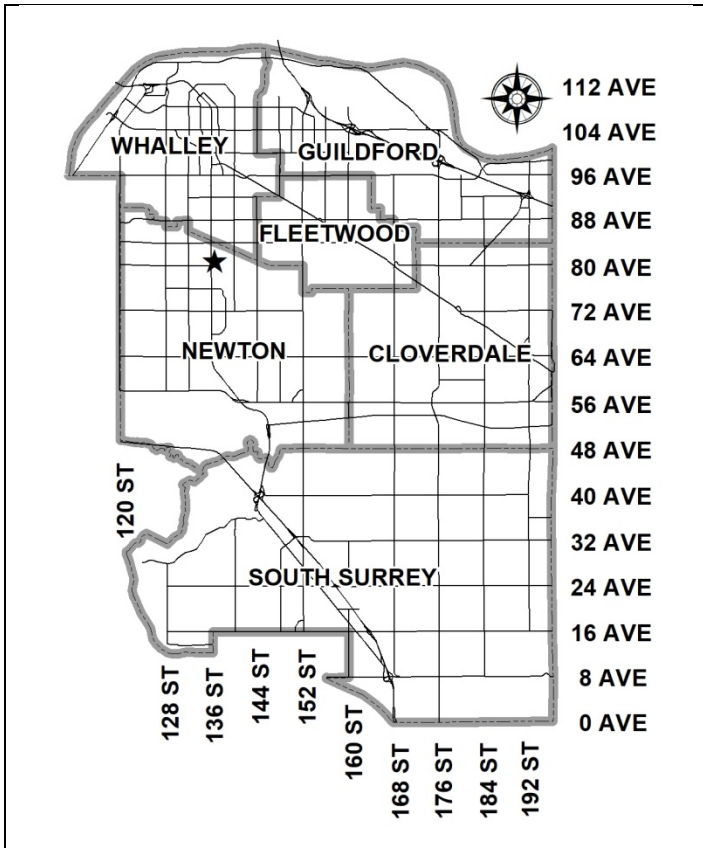 112 AVE
104 AVE
WHALLEY
GUILDFORD
96 AVE
88 AVE
FLEETWOOD
80 AVE
72 AVE
NEWTON
CLOVERDALE
64 AVE
56 AVE
48 AVE
120 ST
40 AVE
32 AVE
SOUTH SURREY
24 AVE
16 AVE
128 ST
136 ST
144 ST
152 ST
160 ST
8 AVE
0 AVE
168 ST
176 ST
184 ST
192 ST